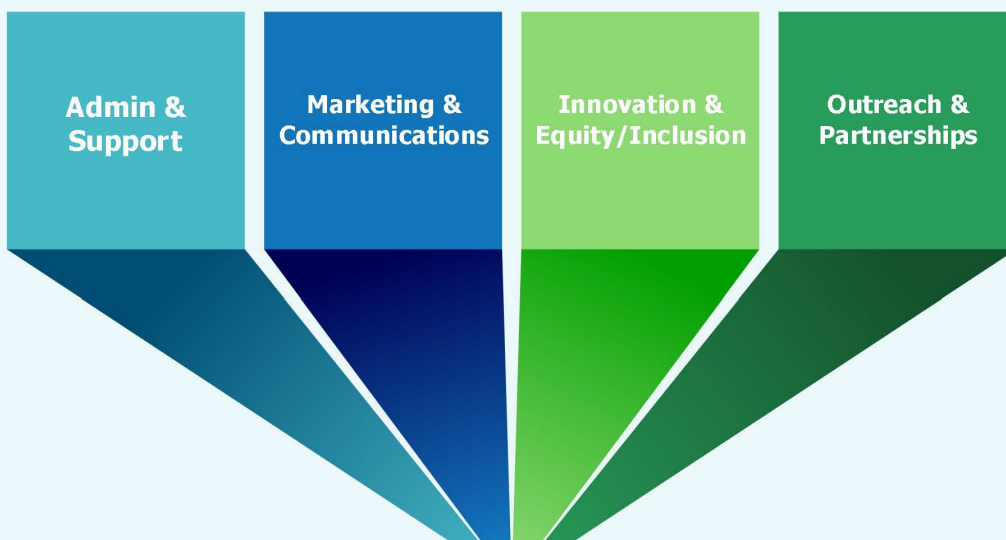 Admin &
Support
Marketing &
Communications
Innovation &
Equity/Inclusion
Outreach &
Partnerships